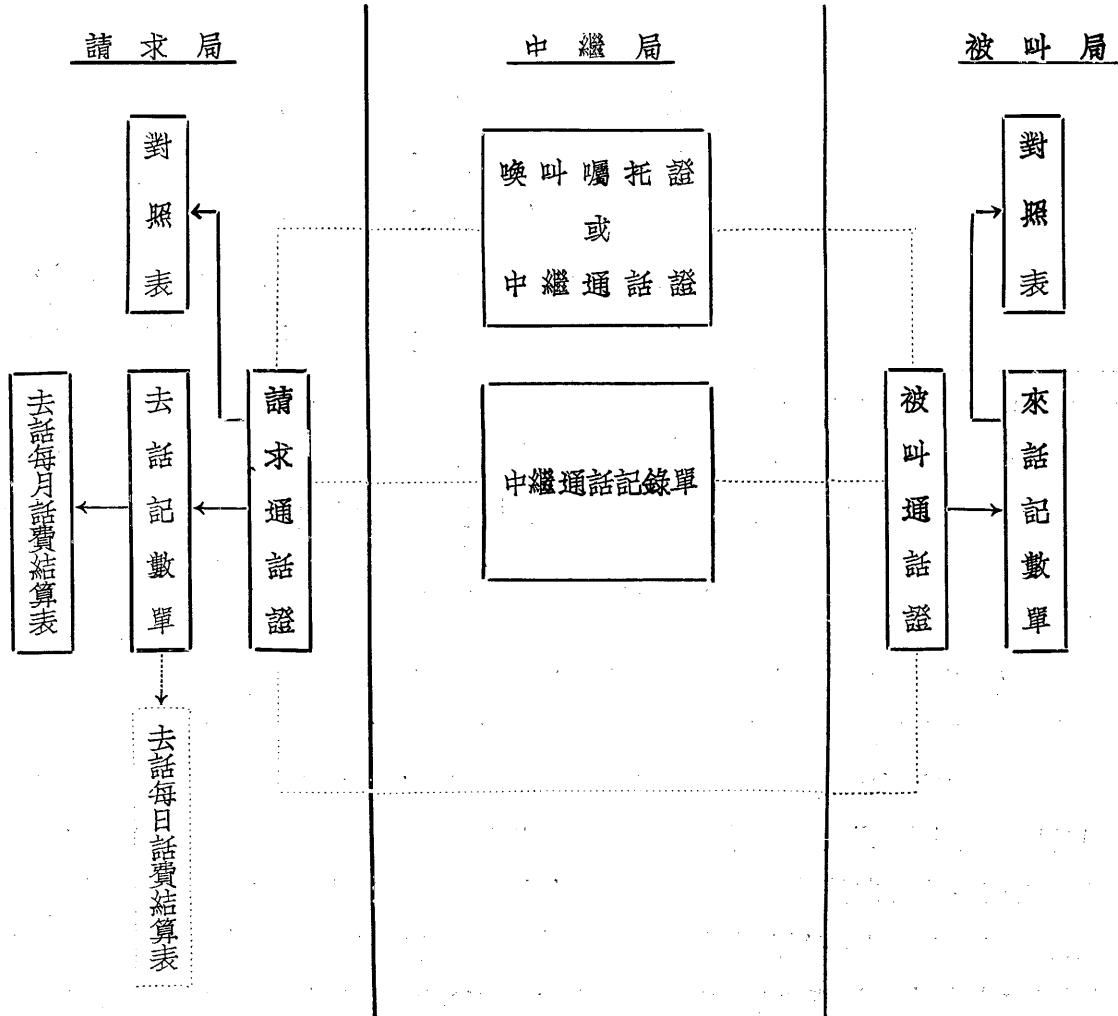 請求局
中繼局
被叫局
對照表
喚叫囑托證
或
中繼通話證
對照表
去話每月話費結算表
去話記數單
請求通話證
中繼通話記錄單
被叫通話證
來話記數單
去話每日話費結算表